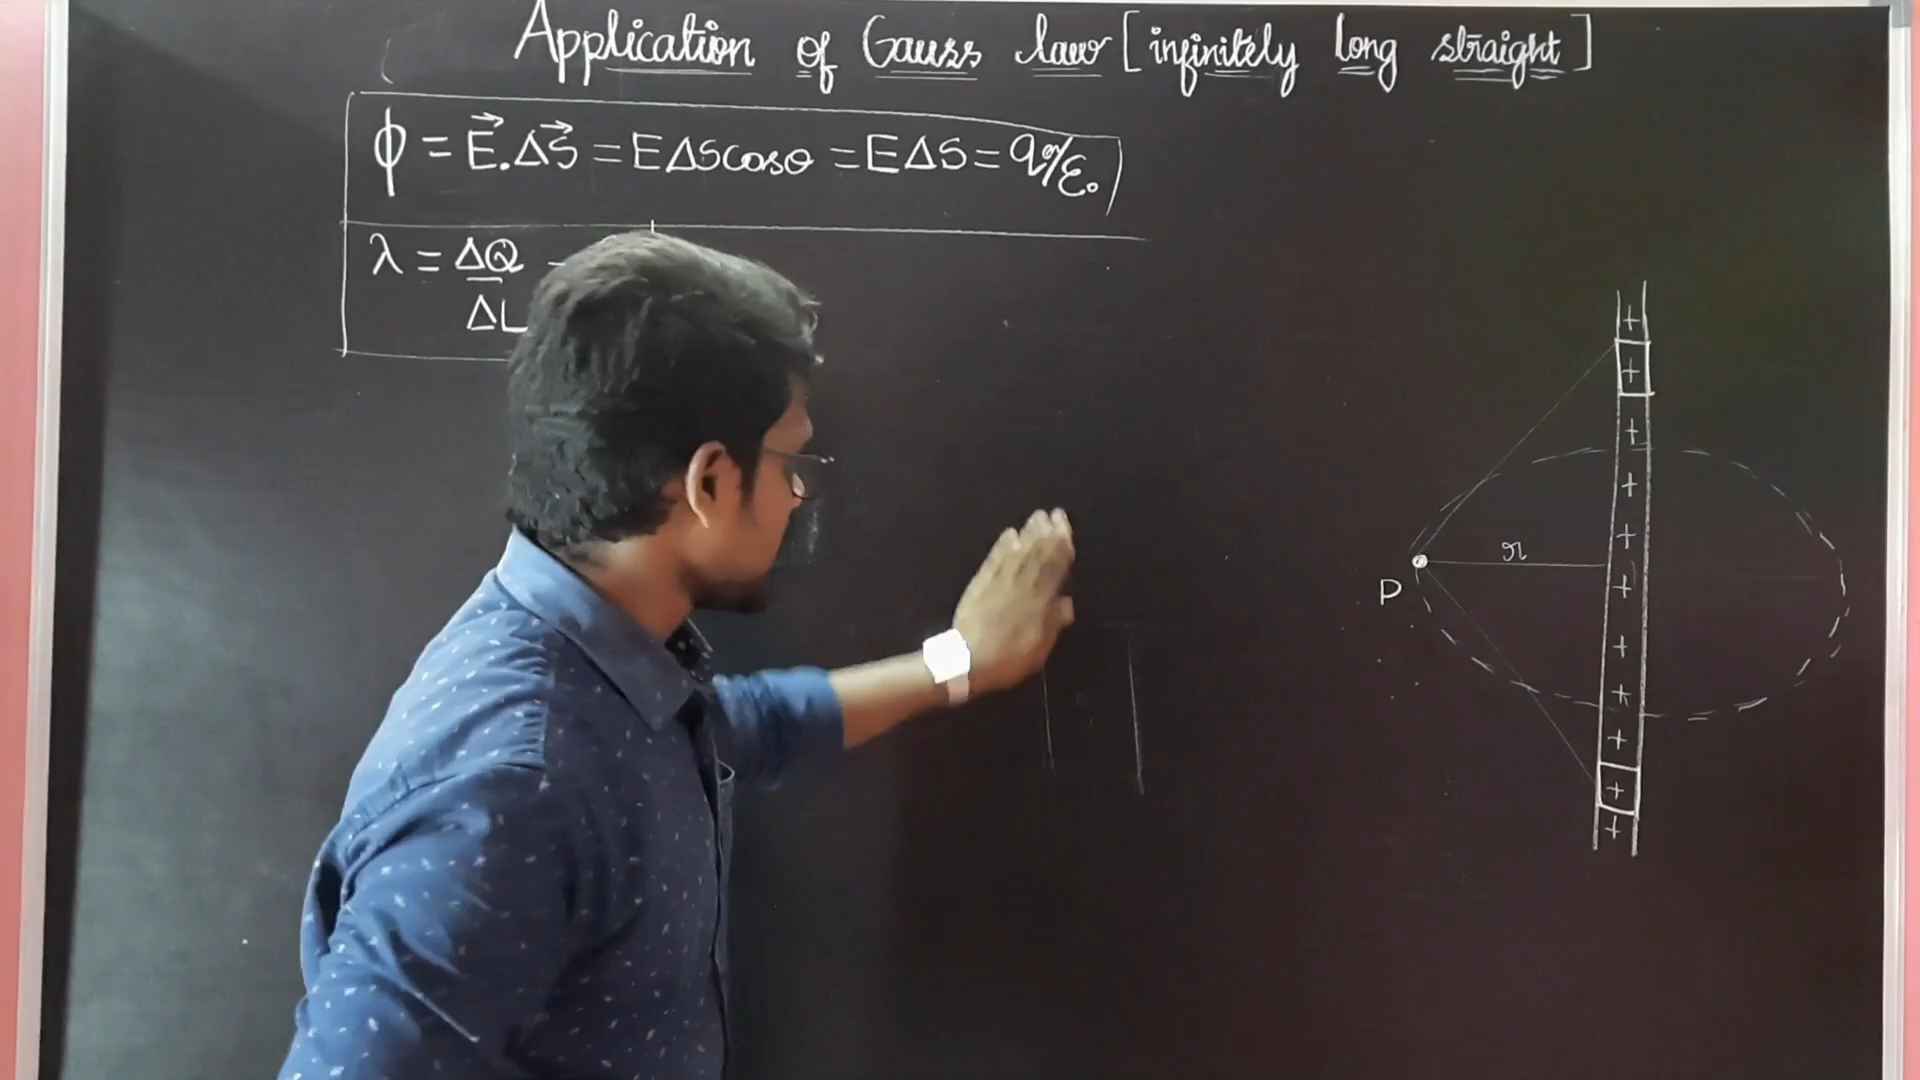 Application of Gauss law [infinitely long straight]
ϕ = E⃗.ΔS⃗ = EΔScosθ = EΔS = q/ε₀
λ = ΔQ
ΔL
+
+
+
+
+
r
P
+
+
+
+
+
+